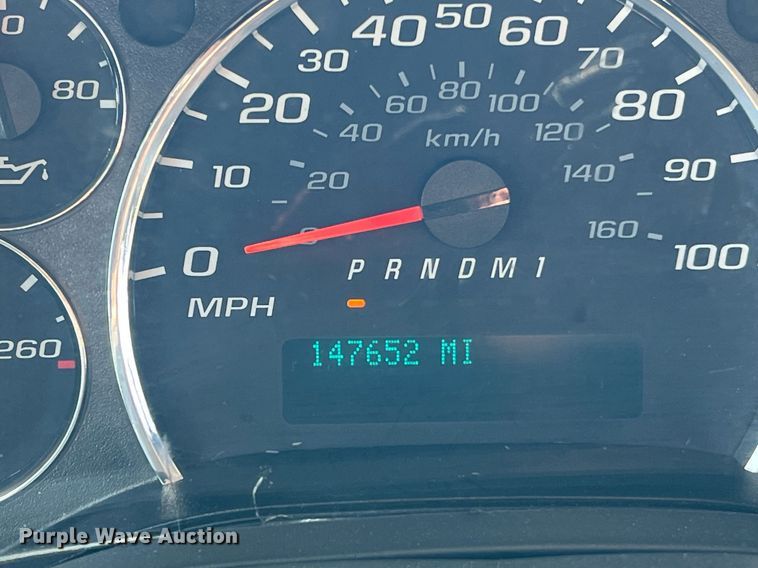 40 50 60
30 70
80 20 60 80 100 80
40 km/h 120
10 20 140 90
0 0 160 100
P R N D M 1
MPH
260
147652 MI
Purple Wave Auction